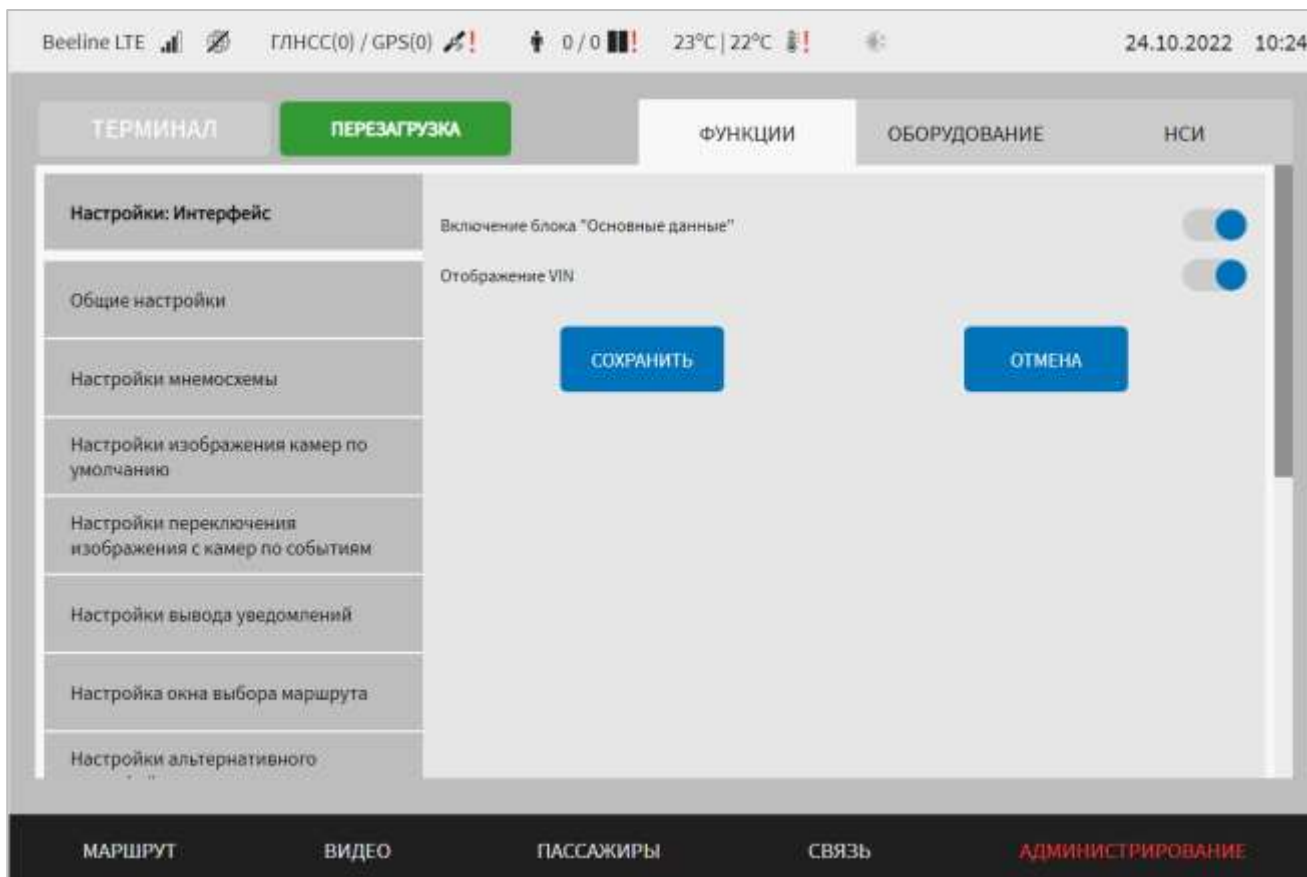 Beeline LTE ГЛНСС(0) / GPS(0) ! 0 / 0 ! 23°C | 22°C ! 24.10.2022 10:24
ТЕРМИНАЛ ПЕРЕЗАГРУЗКА ФУНКЦИИ ОБОРУДОВАНИЕ НСИ
Настройки: Интерфейс
Включение блока "Основные данные"
Отображение VIN
СОХРАНИТЬ ОТМЕНА
Общие настройки
Настройки мнемосхемы
Настройки изображения камер по
умолчанию
Настройки переключения
изображения с камер по событиям
Настройки вывода уведомлений
Настройка окна выбора маршрута
Настройки альтернативного
МАРШРУТ ВИДЕО ПАССАЖИРЫ СВЯЗЬ АДМИНИСТРИРОВАНИЕ